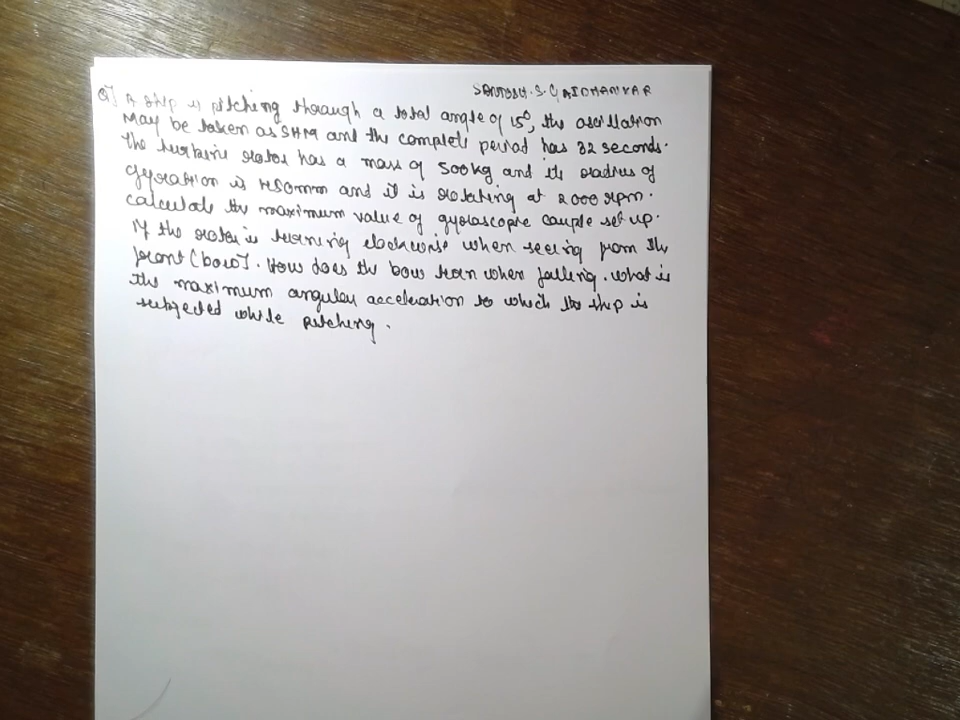 SANTOSH.S.GAIDHANKAR
Q] A ship is pitching through a total angle of 15°, the oscillation
May be taken as SHM and the complete period has 32 seconds.
The turbine rotor has a mass of 500kg and its radius of
Gyration is 450mm and it is rotating at 2000rpm.
calculate the maximum value of gyroscopic couple set up.
If the rotor is turning clockwise when seeing from the
front (bow). How does the bow turn when falling. what is
the maximum angular acceleration to which the ship is
subjected while pitching.